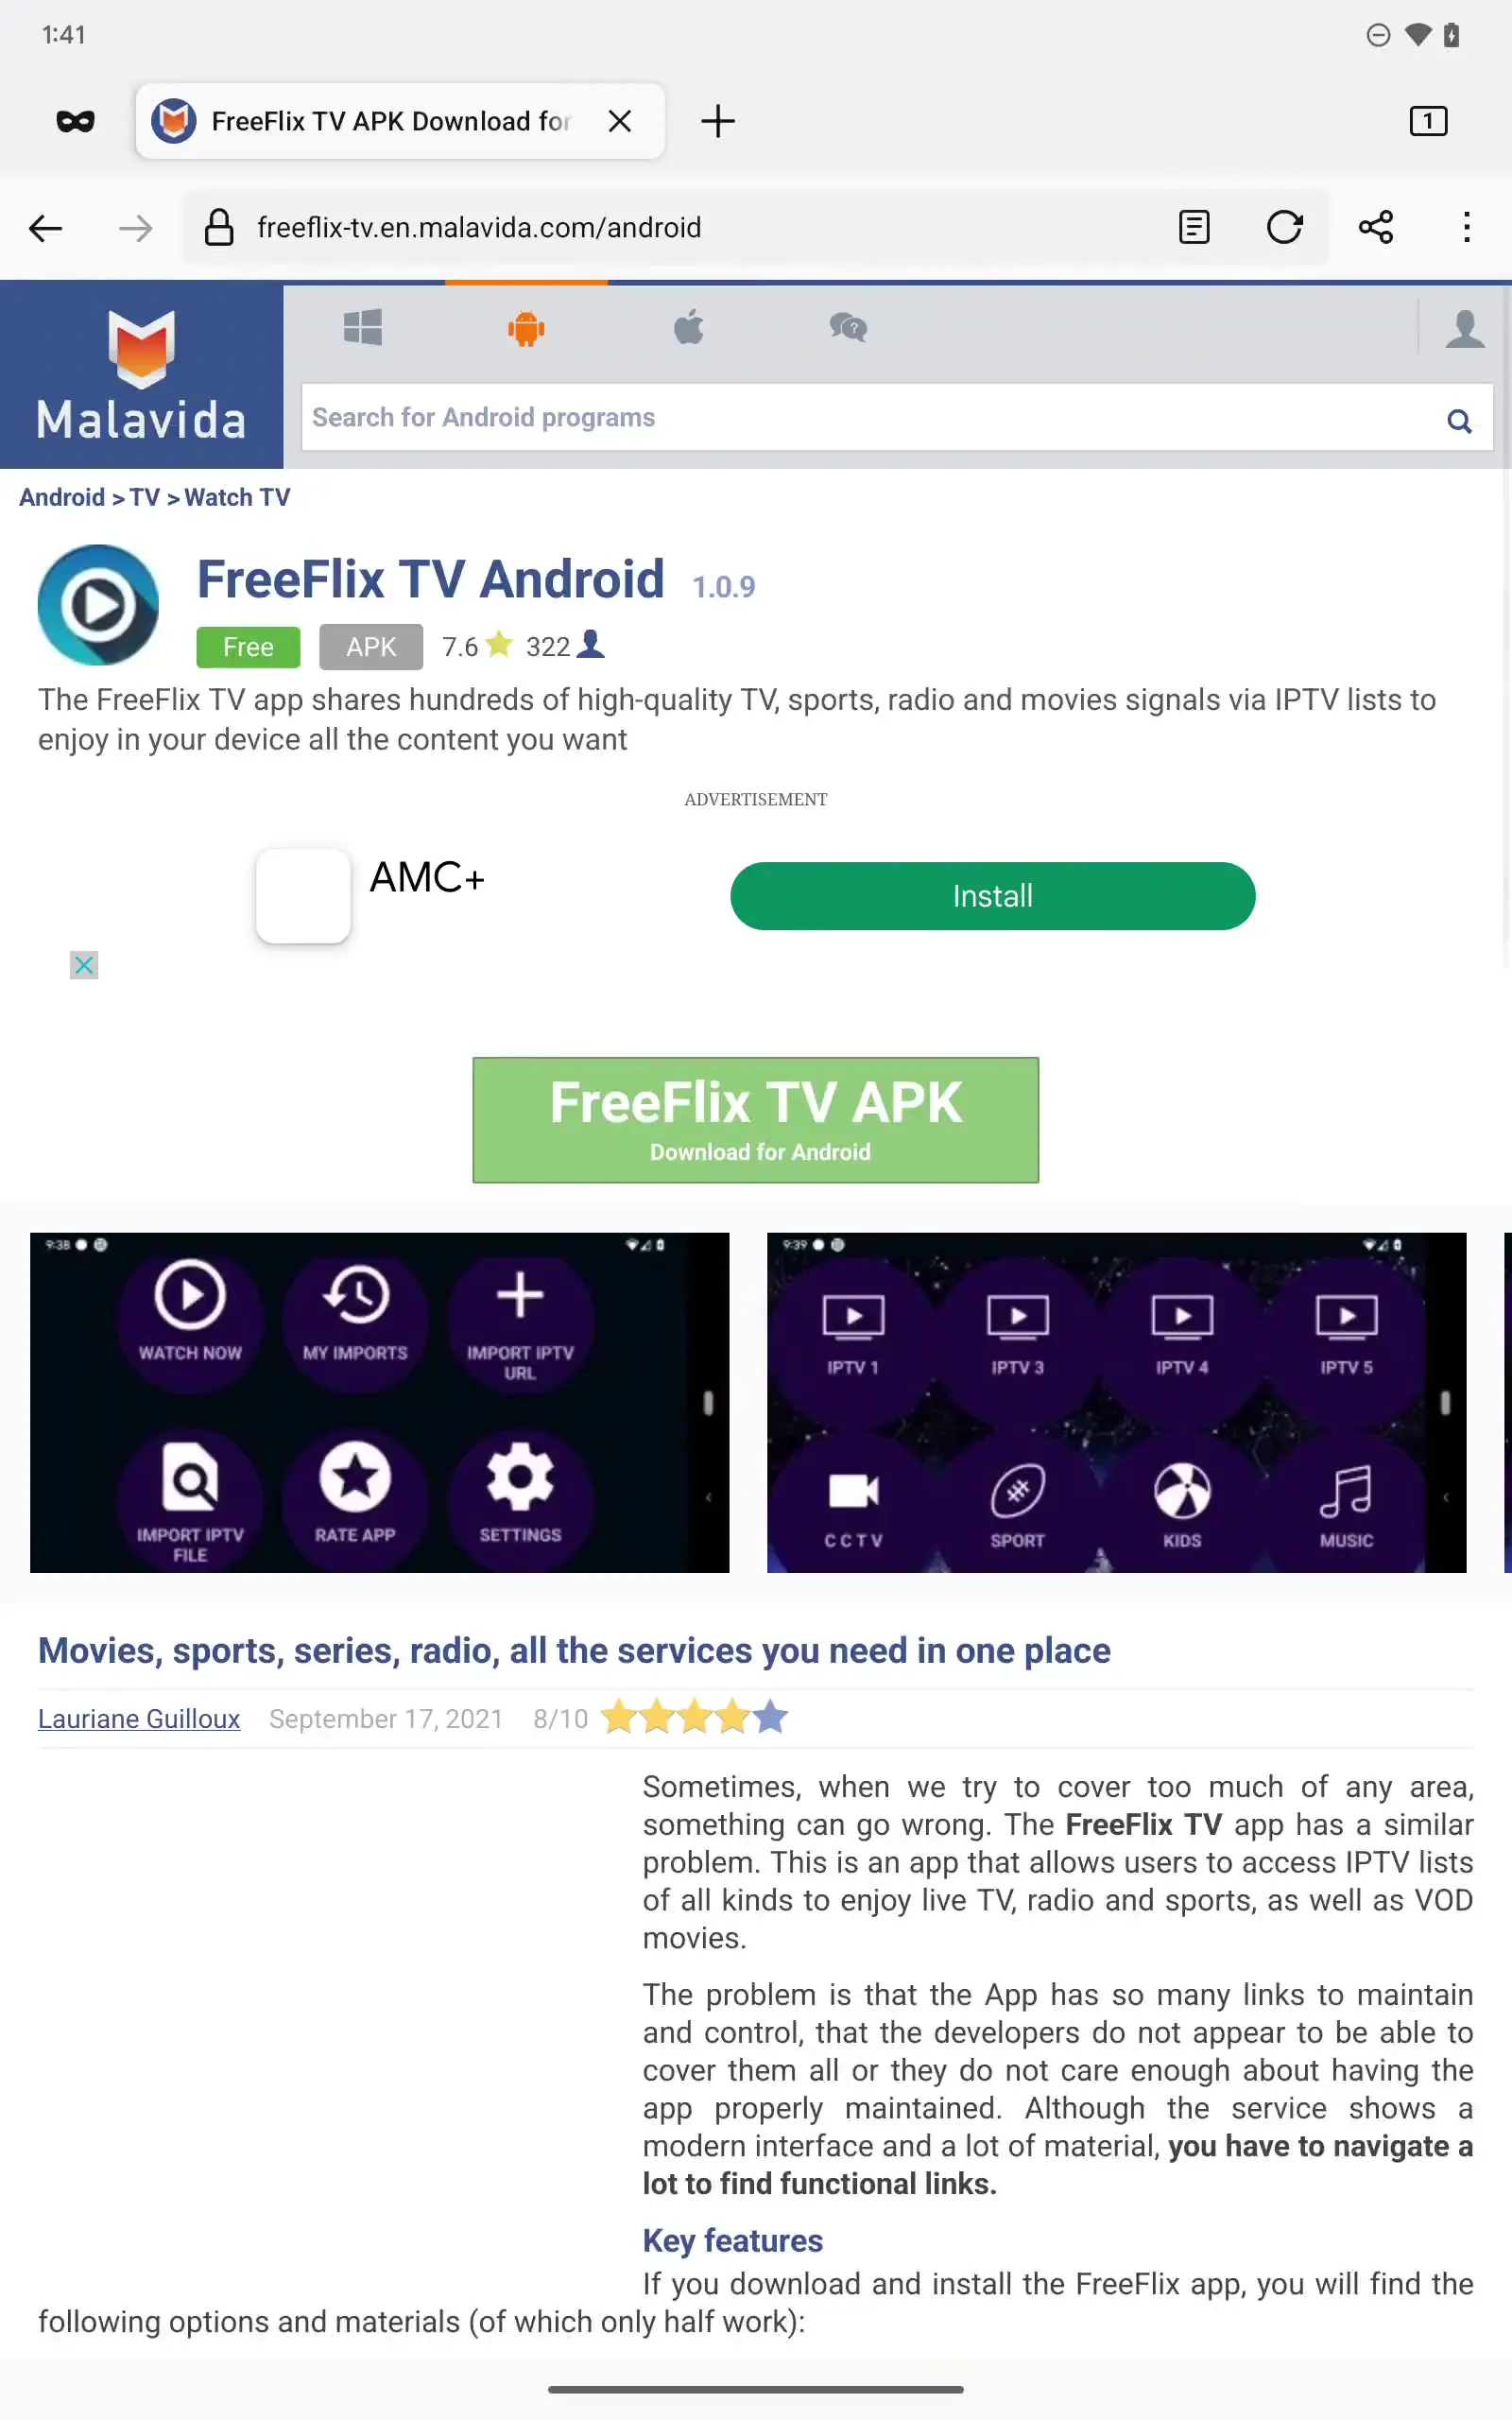 1:41
FreeFlix TV APK Download for
1
freeflix-tv.en.malavida.com/android
Malavida
Search for Android programs
Android > TV > Watch TV
FreeFlix TV Android 1.0.9
Free APK 7.6 322
The FreeFlix TV app shares hundreds of high-quality TV, sports, radio and movies signals via IPTV lists to
enjoy in your device all the content you want
ADVERTISEMENT
AMC+
Install
FreeFlix TV APK
Download for Android
9:38
WATCH NOW
MY IMPORTS
IMPORT IPTV
URL
IMPORT IPTV
FILE
RATE APP
SETTINGS
9:39
IPTV 1
IPTV 3
IPTV 4
IPTV 5
C C T V
SPORT
KIDS
MUSIC
Movies, sports, series, radio, all the services you need in one place
Lauriane Guilloux September 17, 2021 8/10
Sometimes, when we try to cover too much of any area,
something can go wrong. The FreeFlix TV app has a similar
problem. This is an app that allows users to access IPTV lists
of all kinds to enjoy live TV, radio and sports, as well as VOD
movies.
The problem is that the App has so many links to maintain
and control, that the developers do not appear to be able to
cover them all or they do not care enough about having the
app properly maintained. Although the service shows a
modern interface and a lot of material, you have to navigate a
lot to find functional links.
Key features
If you download and install the FreeFlix app, you will find the
following options and materials (of which only half work):